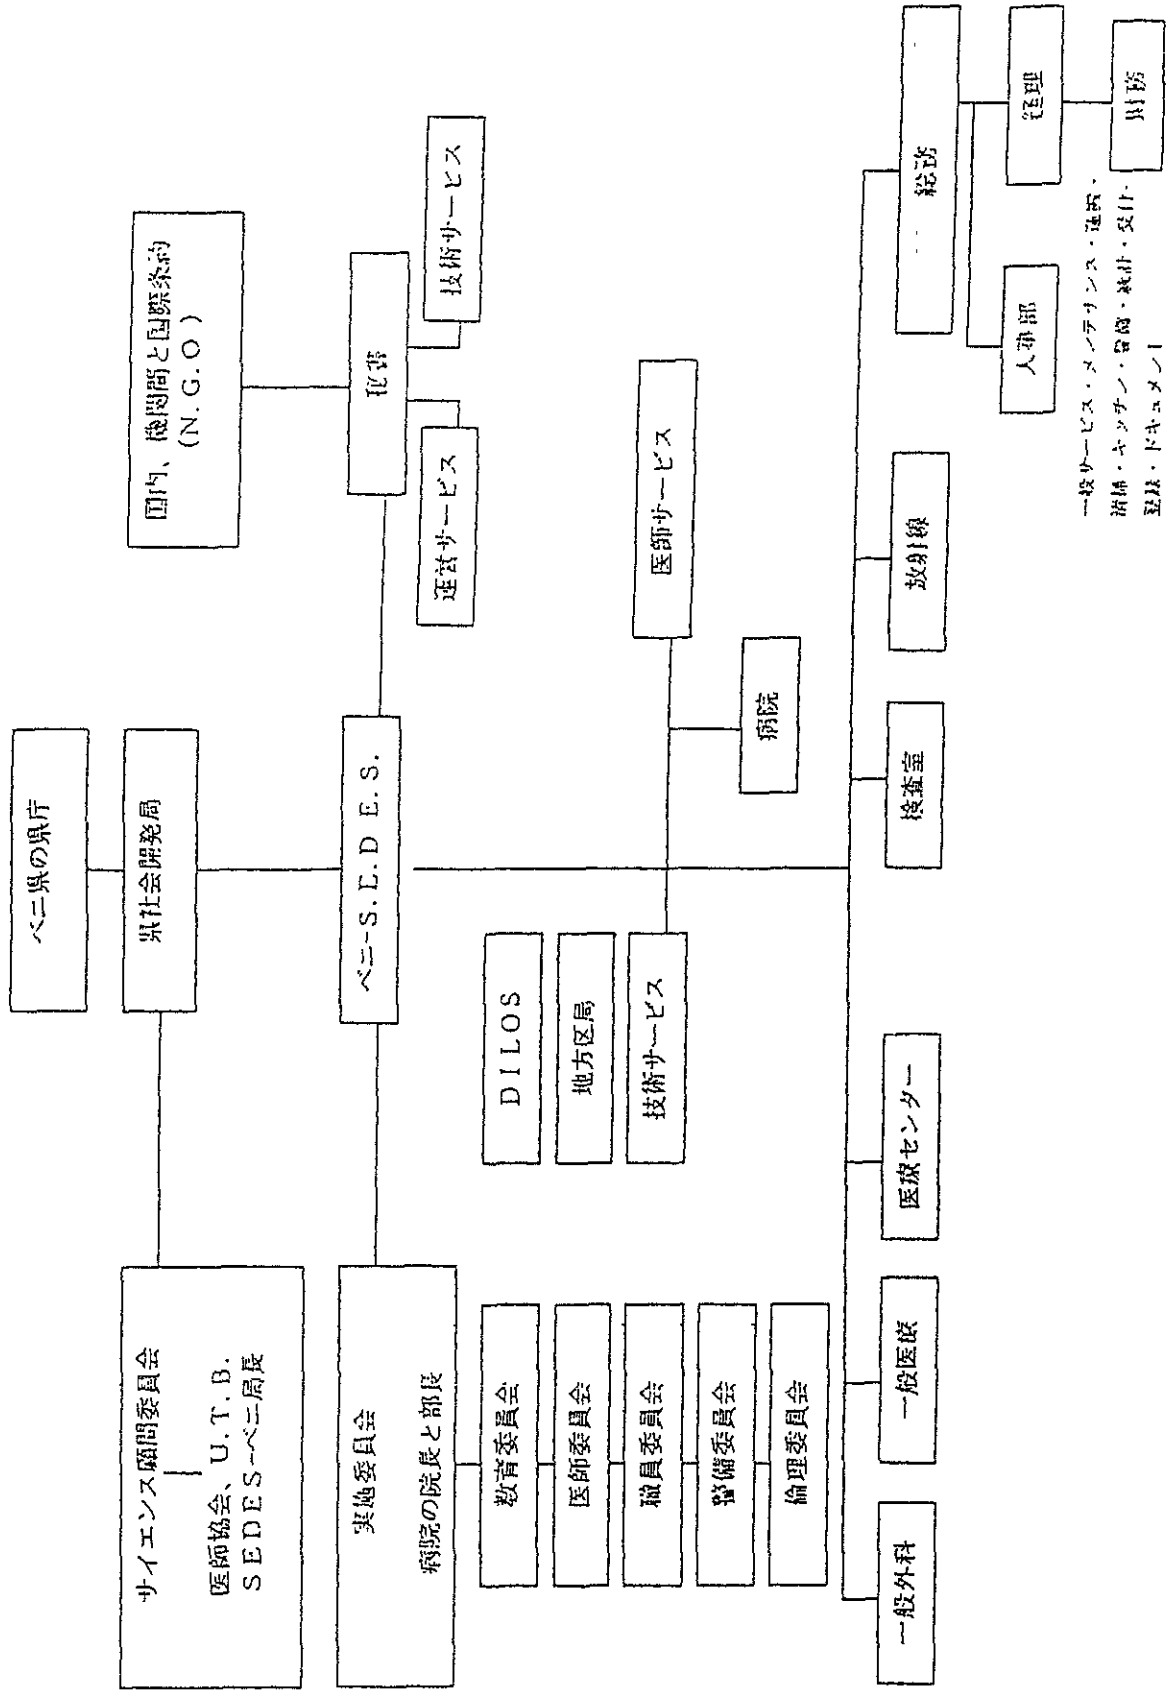 ベニ県の県庁
県社会開発局
サイエンス顧問委員会
医師協会、U.T.B.
SEDES-ベニ局長
国内、機関間と国際条約
(N.G.O)
ベニ-S.E.D E.S.
秘書
運営サービス
技術サービス
実施委員会
病院の院長と部長
教育委員会
医師委員会
職員委員会
警備委員会
倫理委員会
DILOS
地方区局
技術サービス
医師サービス
病院
一般外科
一般医療
医療センター
検査室
放射線
総務
人事部
経理
財務
一般サービス・メンテナンス・運転・
清掃・キッチン・警備・統計・受付・
登録・ドキュメント